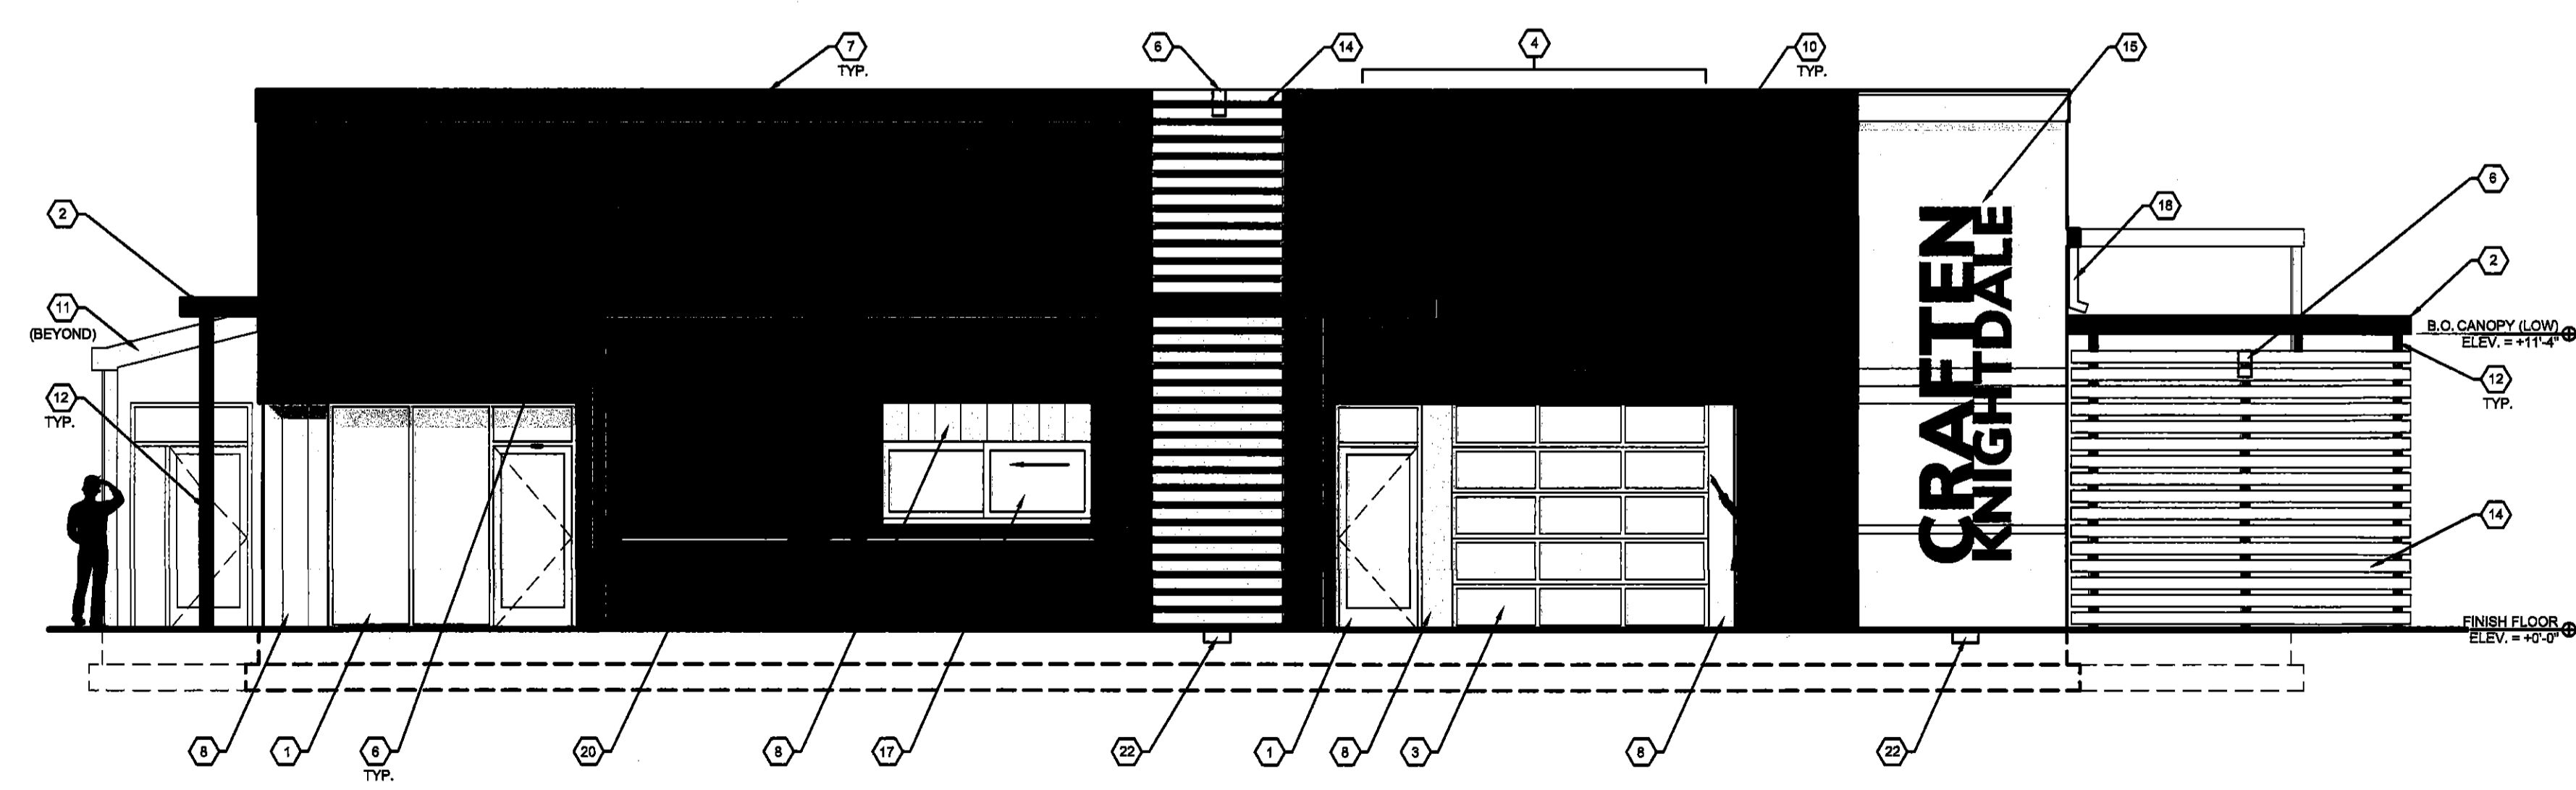 7
TYP.
6
14
4
10
TYP.
15
2
11
(BEYOND)
12
TYP.
18
6
2
B.O. CANOPY (LOW)
ELEV. = +11'-4"
12
TYP.
14
CRAFTEN
KNIGHTDALE
FINISH FLOOR
ELEV. = +0'-0"
8
1
6
TYP.
20
8
17
22
1
8
3
8
22